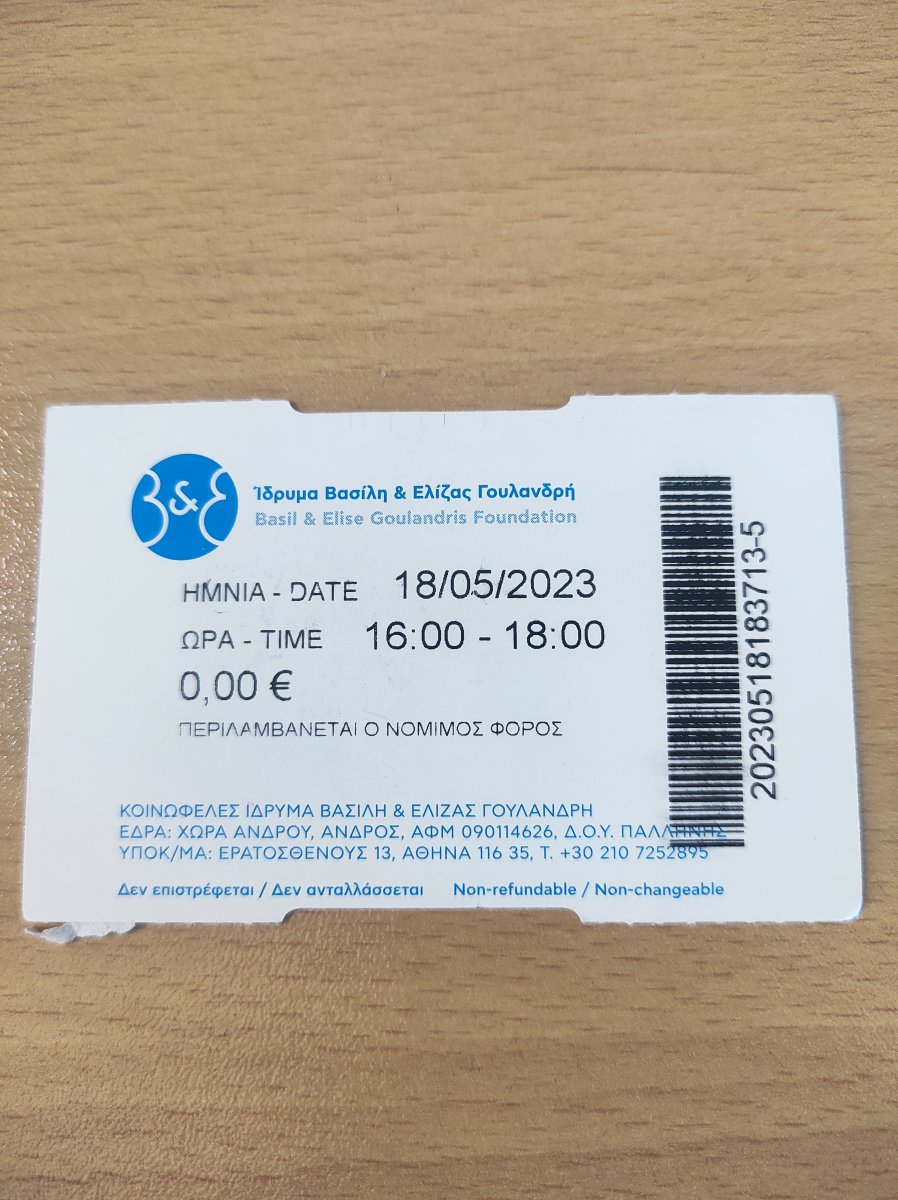 B&E
Ίδρυμα Βασίλη & Ελίζας Γουλανδρή
Basil & Elise Goulandris Foundation
ΗΜΝΙΑ - DATE 18/05/2023
ΩΡΑ - TIME 16:00 - 18:00
0,00 €
ΠΕΡΙΛΑΜΒΑΝΕΤΑΙ Ο ΝΟΜΙΜΟΣ ΦΟΡΟΣ
ΚΟΙΝΩΦΕΛΕΣ ΙΔΡΥΜΑ ΒΑΣΙΛΗ & ΕΛΙΖΑΣ ΓΟΥΛΑΝΔΡΗ
ΕΔΡΑ: ΧΩΡΑ ΑΝΔΡΟΥ, ΑΝΔΡΟΣ, ΑΦΜ 090114626, Δ.Ο.Υ. ΠΑΛΛΗΝΗΣ
ΥΠΟΚ/ΜΑ: ΕΡΑΤΟΣΘΕΝΟΥΣ 13, ΑΘΗΝΑ 116 35, Τ. +30 210 7252895
Δεν επιστρέφεται / Δεν ανταλλάσσεται Non-refundable / Non-changeable
20230518183713-5